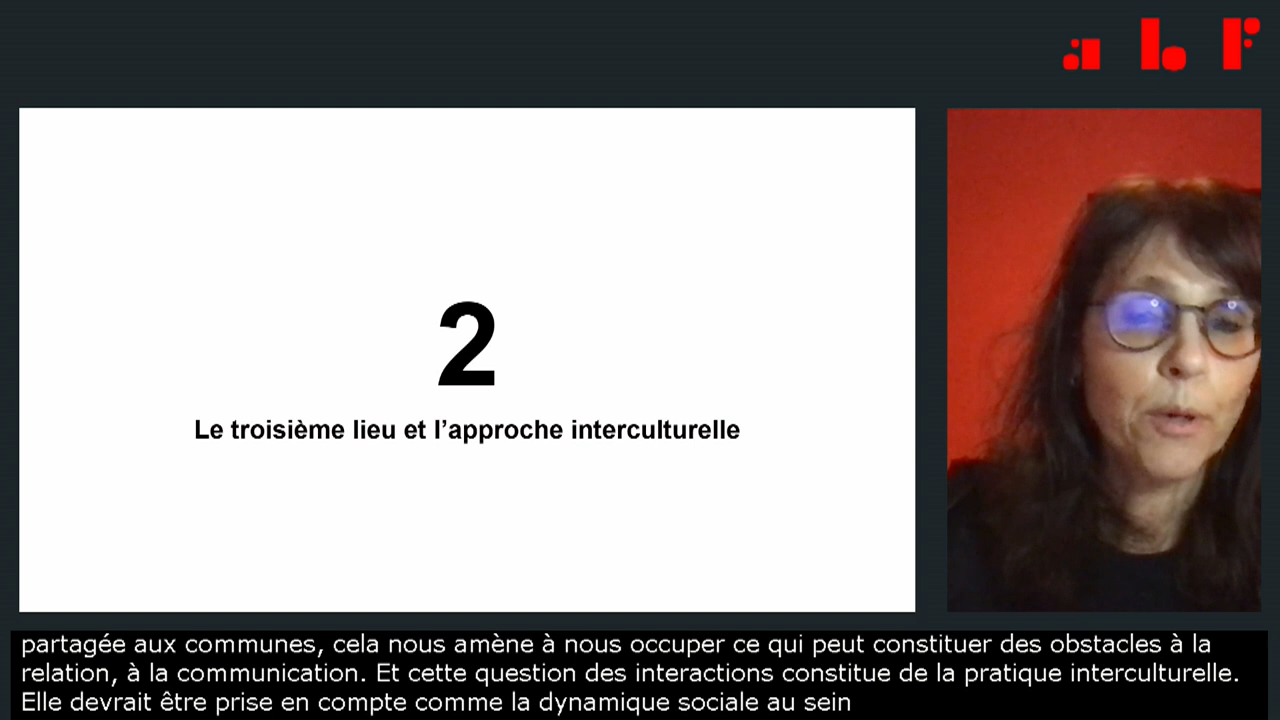 abf
2
Le troisième lieu et l'approche interculturelle
partagée aux communes, cela nous amène à nous occuper ce qui peut constituer des obstacles à la
relation, à la communication. Et cette question des interactions constitue de la pratique interculturelle.
Elle devrait être prise en compte comme la dynamique sociale au sein